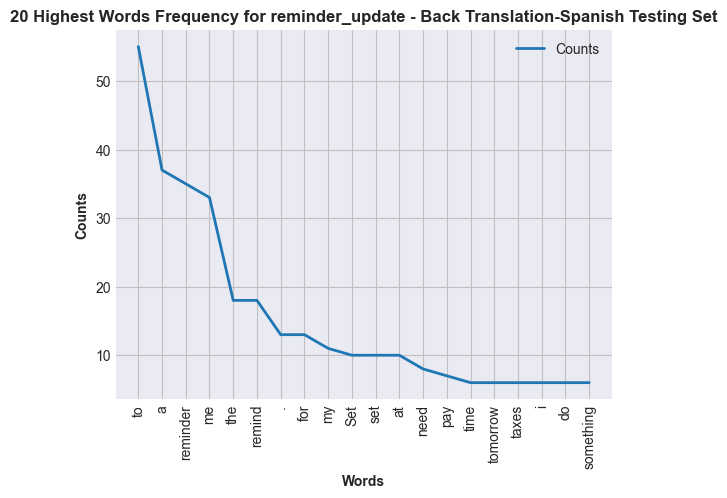 20 Highest Words Frequency for reminder_update - Back Translation-Spanish Testing Set
Counts
50
40
30
20
10
Counts
to
a
reminder
me
the
remind
.
for
my
Set
set
at
need
pay
time
tomorrow
taxes
i
do
something
Words